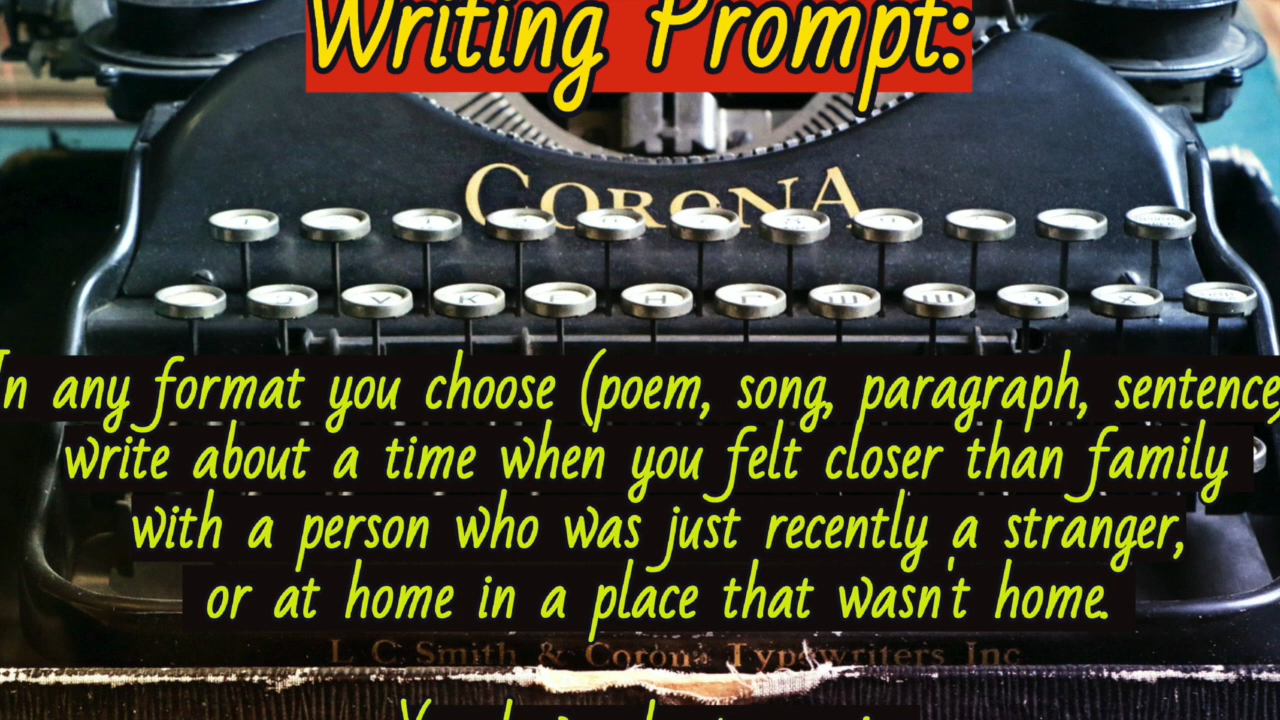 Writing Prompt:
CORONA
In any format you choose (poem, song, paragraph, sentence)
write about a time when you felt closer than family
with a person who was just recently a stranger,
or at home in a place that wasn't home.
L C Smith & Corona Typewriters Inc